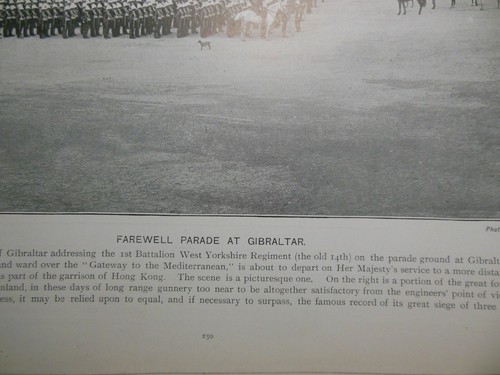 Phot
FAREWELL PARADE AT GIBRALTAR.
f Gibraltar addressing the 1st Battalion West Yorkshire Regiment (the old 14th) on the parade ground at Gibralt
nd ward over the "Gateway to the Mediterranean," is about to depart on Her Majesty's service to a more dista
s part of the garrison of Hong Kong. The scene is a picturesque one. On the right is a portion of the great for
nland, in these days of long range gunnery too near to be altogether satisfactory from the engineers' point of vi
ess, it may be relied upon to equal, and if necessary to surpass, the famous record of its great siege of three
259